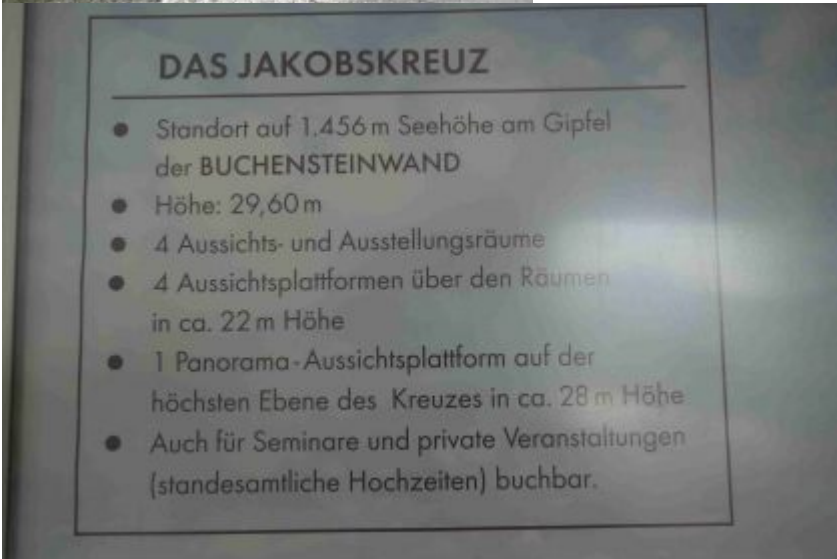 DAS JAKOBSKREUZ
● Standort auf 1.456 m Seehöhe am Gipfel
der BUCHENSTEINWAND
● Höhe: 29,60 m
● 4 Aussichts- und Ausstellungsräume
● 4 Aussichtsplattformen über den Räumen
in ca. 22 m Höhe
● 1 Panorama-Aussichtsplattform auf der
höchsten Ebene des Kreuzes in ca. 28 m Höhe
● Auch für Seminare und private Veranstaltungen
(standesamtliche Hochzeiten) buchbar.